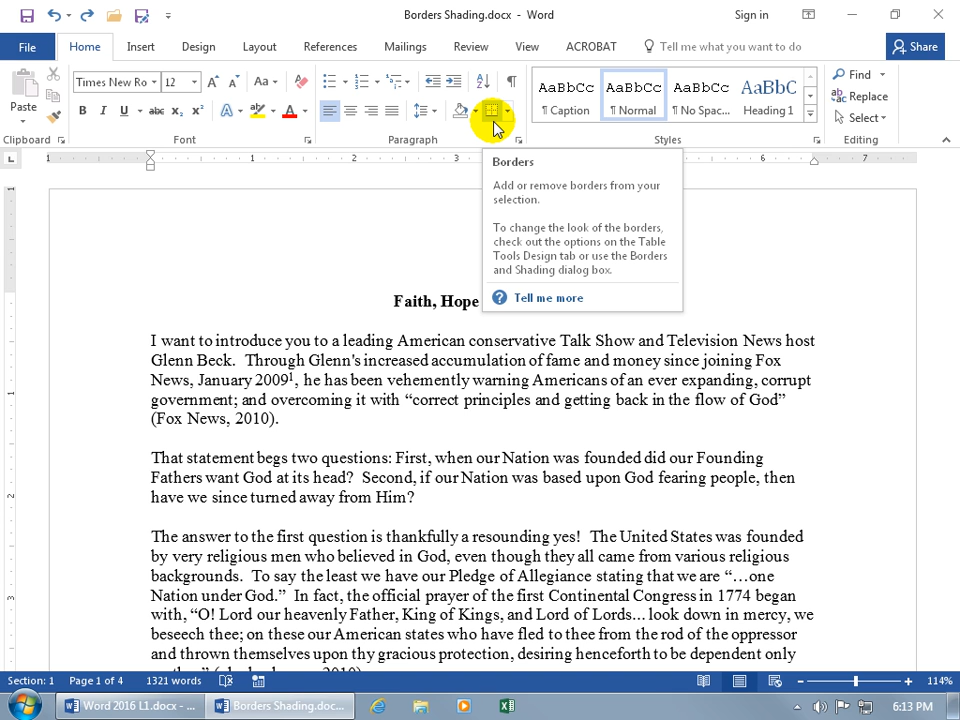 Borders Shading.docx - Word
Sign in
File Home Insert Design Layout References Mailings Review View ACROBAT Tell me what you want to do Share
Paste
Times New Ro 12 Aa
B I U abc x₂ x² A A
AaBbCc AaBbCc AaBbCc AaBbC
¶ Caption ¶ Normal ¶ No Spac... Heading 1
Find
Replace
Select
Clipboard Font Paragraph Styles Editing
1 1 2 3 6 7
Borders
Add or remove borders from your
selection.
To change the look of the borders,
check out the options on the Table
Tools Design tab or use the Borders
and Shading dialog box.
Tell me more
Faith, Hope
I want to introduce you to a leading American conservative Talk Show and Television News host
Glenn Beck. Through Glenn's increased accumulation of fame and money since joining Fox
News, January 2009¹, he has been vehemently warning Americans of an ever expanding, corrupt
government; and overcoming it with “correct principles and getting back in the flow of God”
(Fox News, 2010).
That statement begs two questions: First, when our Nation was founded did our Founding
Fathers want God at its head? Second, if our Nation was based upon God fearing people, then
have we since turned away from Him?
The answer to the first question is thankfully a resounding yes! The United States was founded
by very religious men who believed in God, even though they all came from various religious
backgrounds. To say the least we have our Pledge of Allegiance stating that we are “…one
Nation under God.” In fact, the official prayer of the first Continental Congress in 1774 began
with, “O! Lord our heavenly Father, King of Kings, and Lord of Lords... look down in mercy, we
beseech thee; on these our American states who have fled to thee from the rod of the oppressor
and thrown themselves upon thy gracious protection, desiring henceforth to be dependent only
Section: 1 Page 1 of 4 1321 words 114%
Word 2016 L1.docx - ... Borders Shading.doc... 6:13 PM